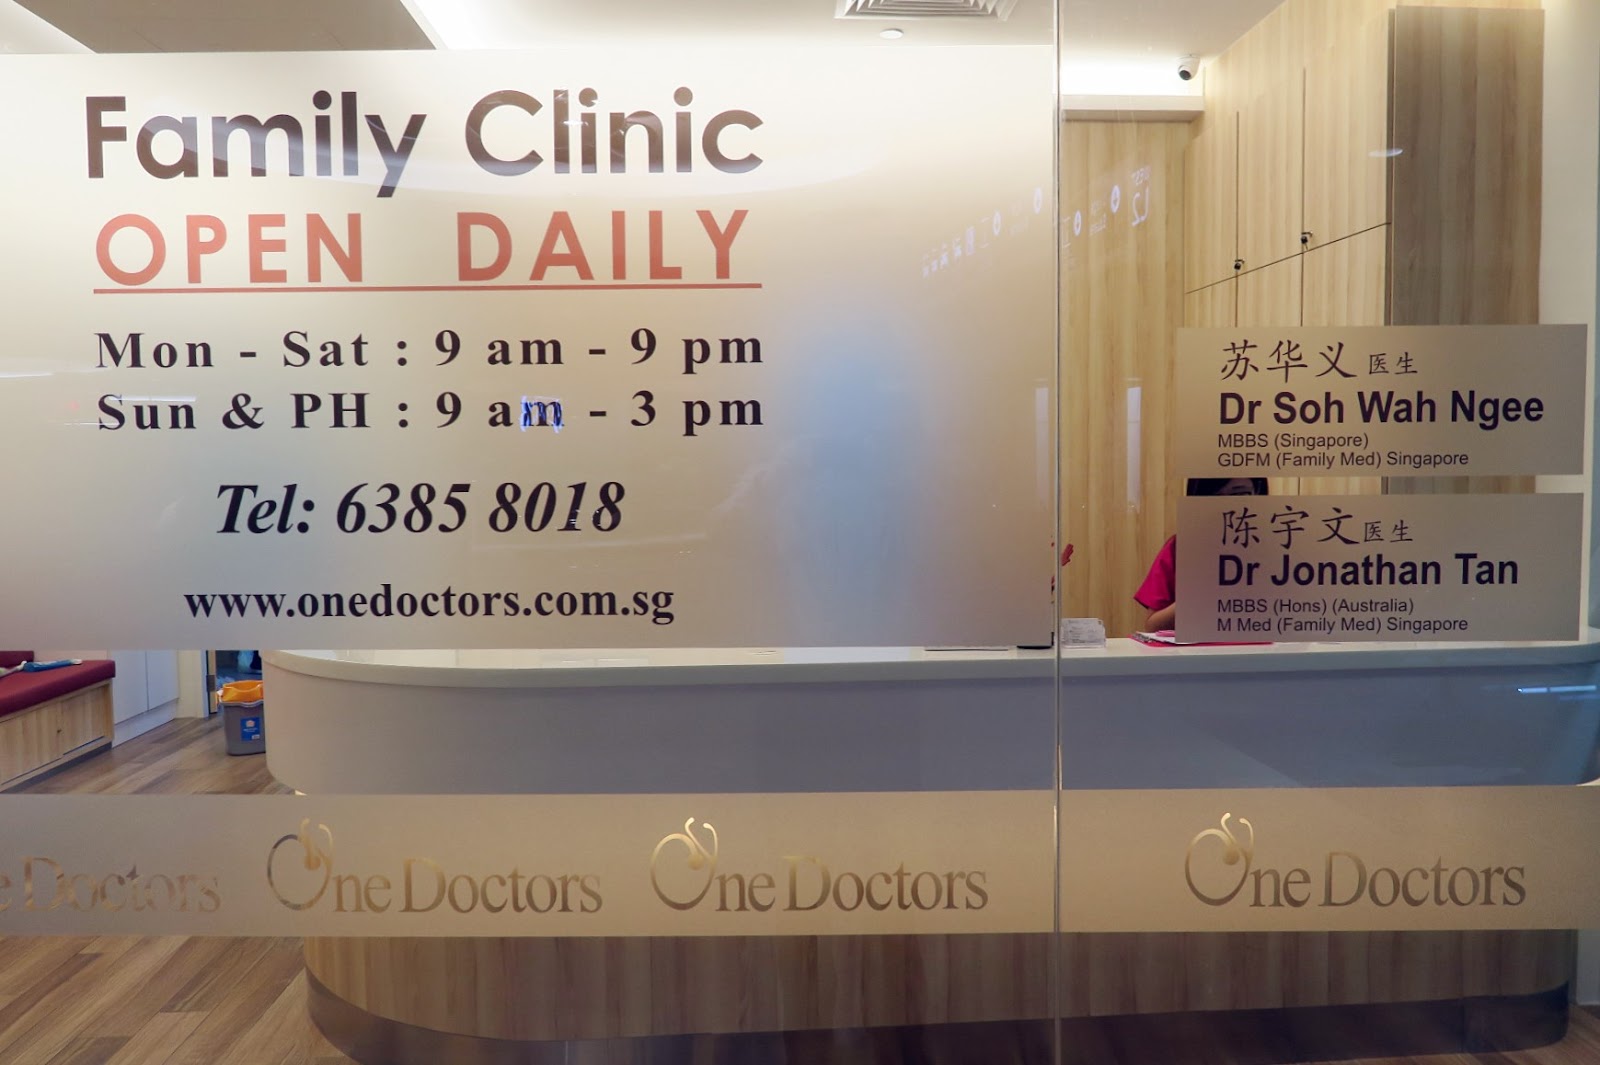 Family Clinic
OPEN DAILY
Mon - Sat : 9 am - 9 pm
Sun & PH : 9 am - 3 pm
Tel: 6385 8018
www.onedoctors.com.sg
苏华义 医生
Dr Soh Wah Ngee
MBBS (Singapore)
GDFM (Family Med) Singapore
陈宇文 医生
Dr Jonathan Tan
MBBS (Hons) (Australia)
M Med (Family Med) Singapore
e Doctors
One Doctors
One Doctors
One Doctors